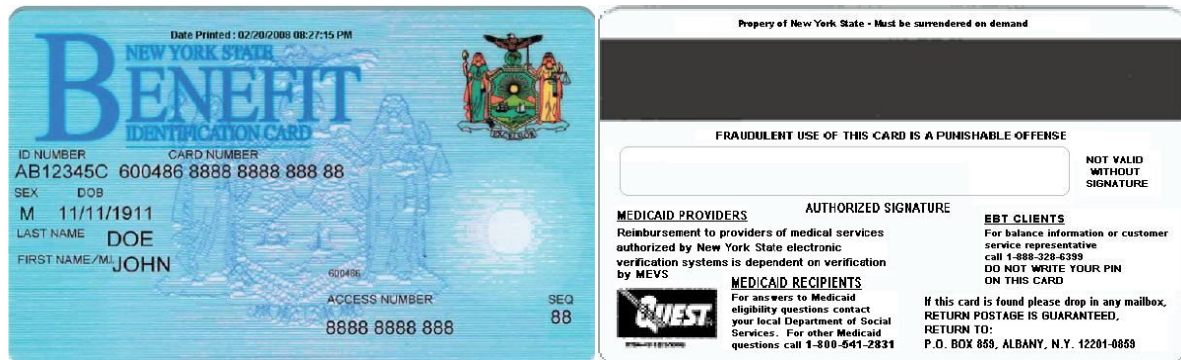 Date Printed : 02/20/2008 08:27:15 PM
NEW YORK STATE
BENEFIT
IDENTIFICATION CARD
ID NUMBER CARD NUMBER
AB12345C 600486 8888 8888 888 88
SEX DOB
M 11/11/1911
LAST NAME DOE
FIRST NAME/M.I. JOHN
600486
ACCESS NUMBER SEQ
8888 8888 888 88
Propery of New York State - Must be surrendered on demand
FRAUDULENT USE OF THIS CARD IS A PUNISHABLE OFFENSE
NOT VALID
WITHOUT
SIGNATURE
AUTHORIZED SIGNATURE
MEDICAID PROVIDERS
Reimbursement to providers of medical services
authorized by New York State electronic
verification systems is dependent on verification
by MEVS
EBT CLIENTS
For balance information or customer
service representative
call 1-888-328-6399
DO NOT WRITE YOUR PIN
ON THIS CARD
QUEST
MEDICAID RECIPIENTS
For answers to Medicaid
eligibility questions contact
your local Department of Social
Services. For other Medicaid
questions call 1-800-541-2831
If this card is found please drop in any mailbox,
RETURN POSTAGE IS GUARANTEED,
RETURN TO:
P.O. BOX 859, ALBANY, N.Y. 12201-0859